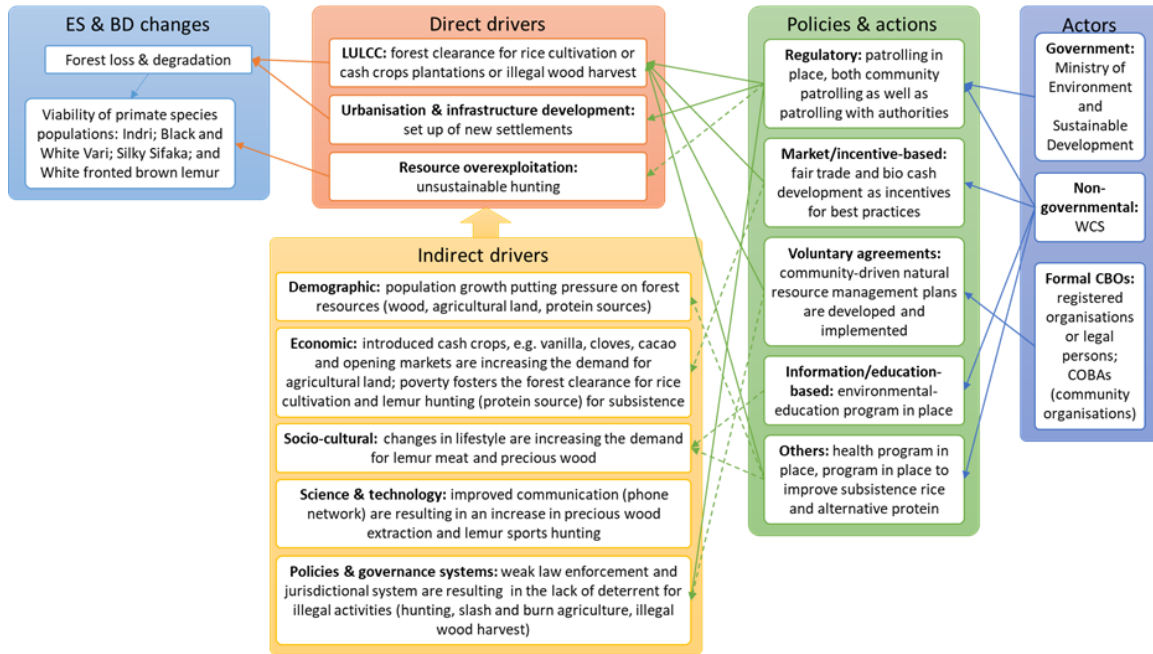 ES & BD changes
Forest loss & degradation
Viability of primate species
populations: Indri; Black and
White Vari; Silky Sifaka; and
White fronted brown lemur
Direct drivers
LULCC: forest clearance for rice cultivation or
cash crops plantations or illegal wood harvest
Urbanisation & infrastructure development:
set up of new settlements
Resource overexploitation:
unsustainable hunting
Indirect drivers
Demographic: population growth putting pressure on forest
resources (wood, agricultural land, protein sources)
Economic: introduced cash crops, e.g. vanilla, cloves, cacao
and opening markets are increasing the demand for
agricultural land; poverty fosters the forest clearance for rice
cultivation and lemur hunting (protein source) for subsistence
Socio-cultural: changes in lifestyle are increasing the demand
for lemur meat and precious wood
Science & technology: improved communication (phone
network) are resulting in an increase in precious wood
extraction and lemur sports hunting
Policies & governance systems: weak law enforcement and
jurisdictional system are resulting in the lack of deterrent for
illegal activities (hunting, slash and burn agriculture, illegal
wood harvest)
Policies & actions
Regulatory: patrolling in
place, both community
patrolling as well as
patrolling with authorities
Market/incentive-based:
fair trade and bio cash
development as incentives
for best practices
Voluntary agreements:
community-driven natural
resource management plans
are developed and
implemented
Information/education-
based: environmental-
education program in place
Others: health program in
place, program in place to
improve subsistence rice
and alternative protein
Actors
Government:
Ministry of
Environment
and
Sustainable
Development
Non-
governmental:
WCS
Formal CBOs:
registered
organisations
or legal
persons;
COBAs
(community
organisations)